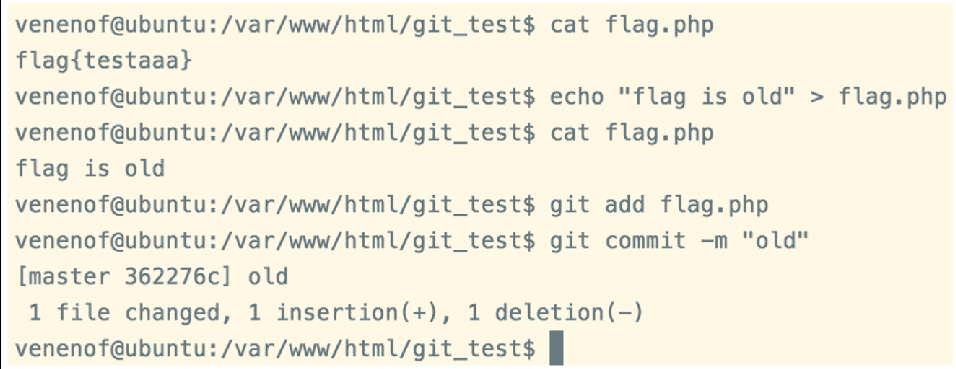 venenof@ubuntu:/var/www/html/git_test$ cat flag.php
flag{testaaa}
venenof@ubuntu:/var/www/html/git_test$ echo "flag is old" > flag.php
venenof@ubuntu:/var/www/html/git_test$ cat flag.php
flag is old
venenof@ubuntu:/var/www/html/git_test$ git add flag.php
venenof@ubuntu:/var/www/html/git_test$ git commit -m "old"
[master 362276c] old
 1 file changed, 1 insertion(+), 1 deletion(-)
venenof@ubuntu:/var/www/html/git_test$